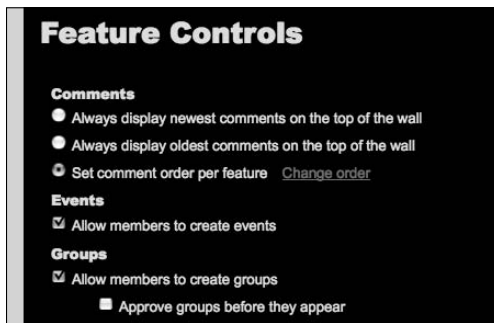 Feature Controls
Comments
Always display newest comments on the top of the wall
Always display oldest comments on the top of the wall
Set comment order per feature Change order
Events
Allow members to create events
Groups
Allow members to create groups
Approve groups before they appear